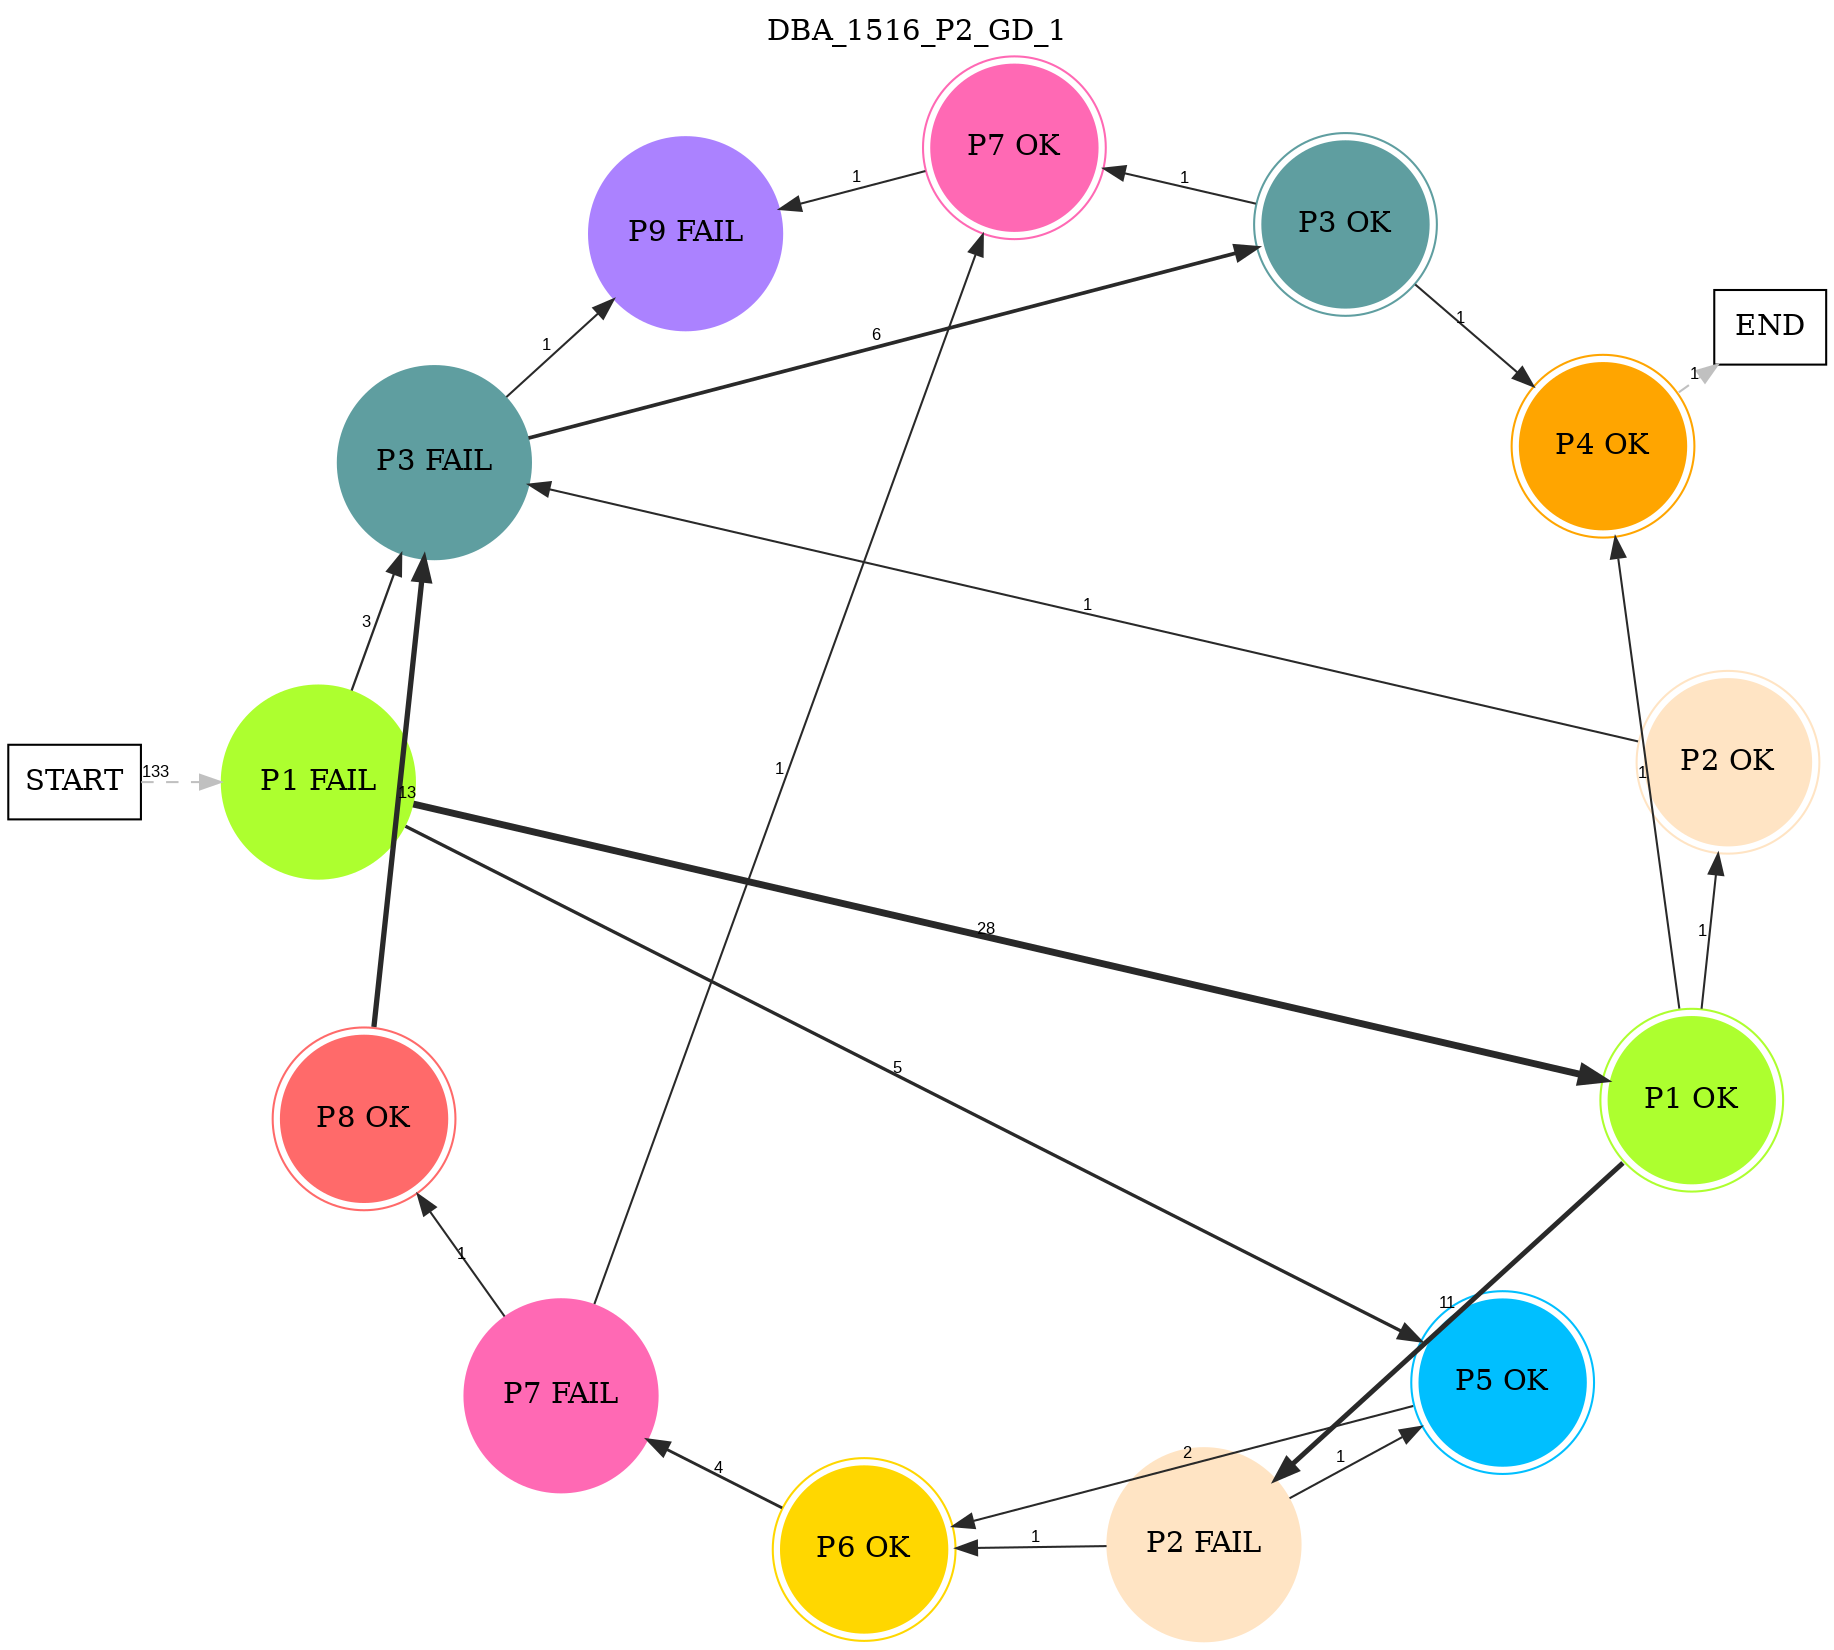 DBA_1516_P2_GD_1
P7 OK
1
1
P3 OK
P9 FAIL
END
1
6
1
1
P4 OK
P3 FAIL
1
3
P2 OK
133
1
1
START
P1 FAIL
13
28
1
5
P1 OK
P8 OK
1
11
P5 OK
P7 FAIL
2
1
4
1
P6 OK
P2 FAIL